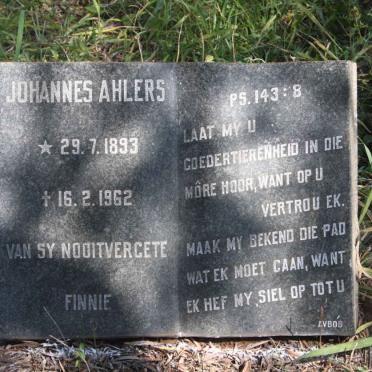 JOHANNES AHLERS
★ 29.7.1893
✝ 16.2.1962
VAN SY NOOITVERGETE
FINNIE
PS. 143:8
LAAT MY U
GOEDERTIERENHEID IN DIE
MÔRE HOOR, WANT OP U
VERTROU EK.
MAAK MY BEKEND DIE PAD
WAT EK MOET GAAN, WANT
EK HEF MY SIEL OP TOT U
AVBOB